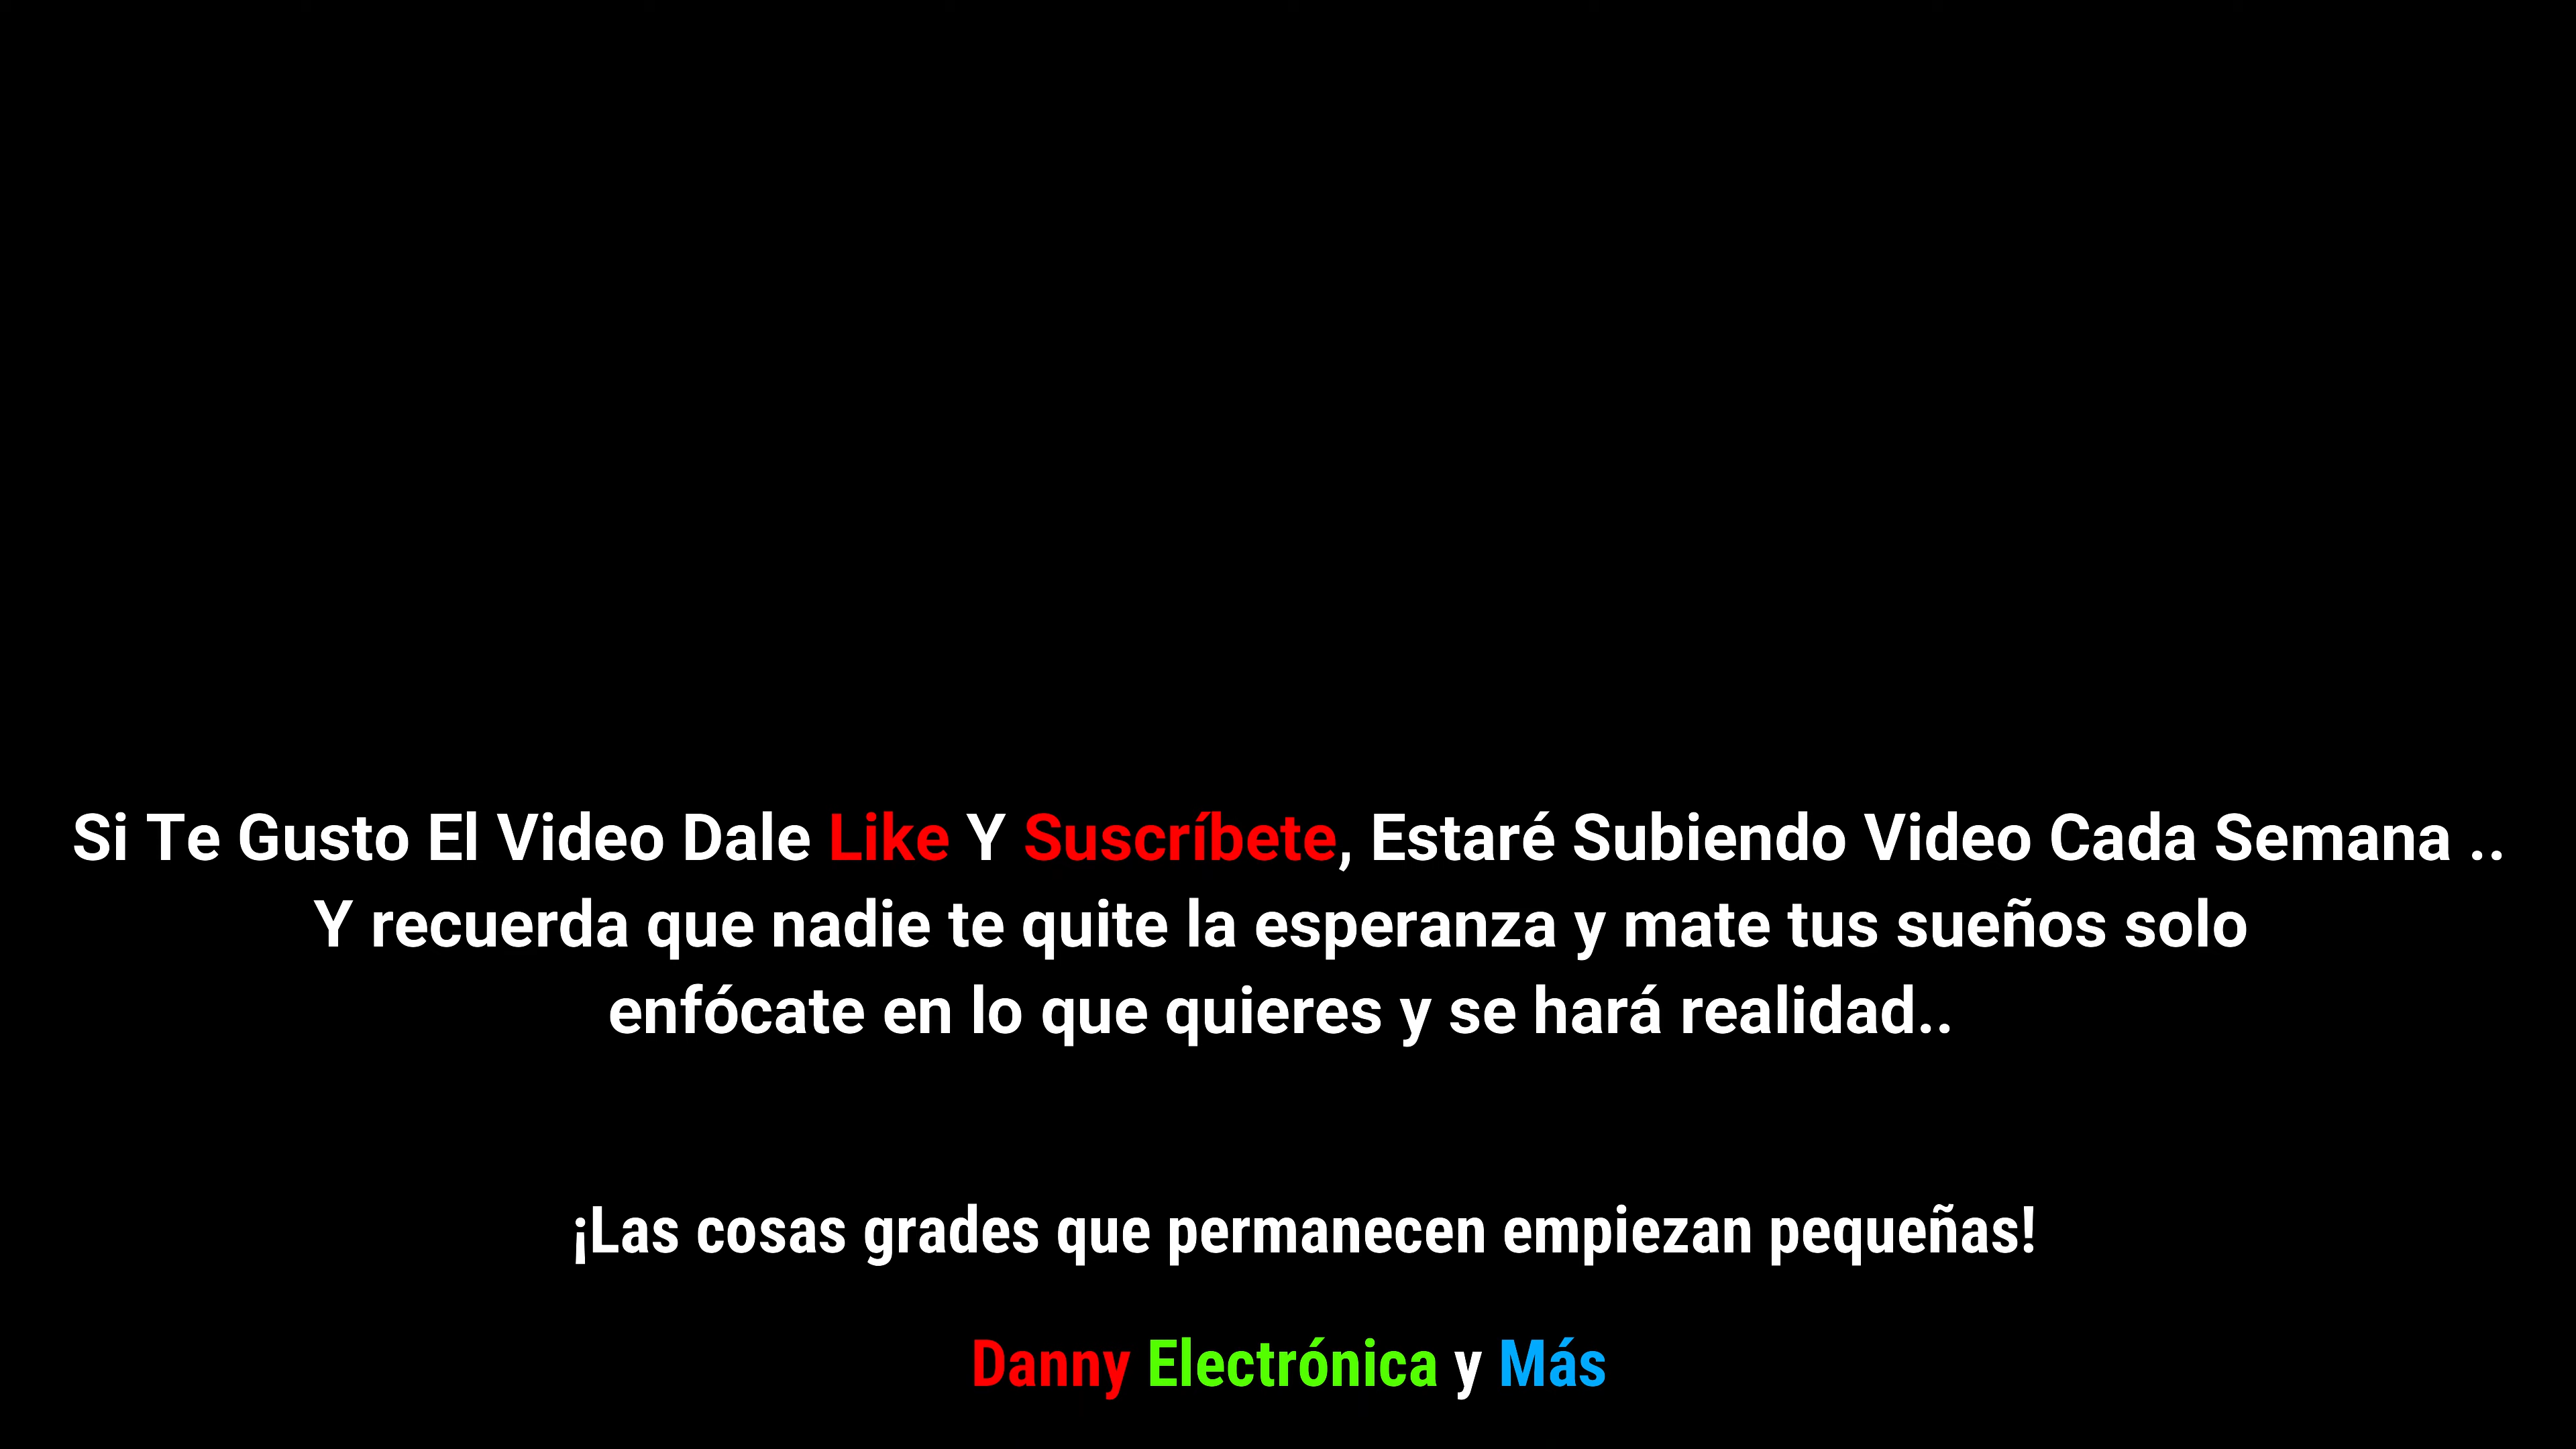 Si Te Gusto El Video Dale Like Y Suscríbete, Estaré Subiendo Video Cada Semana ..
Y recuerda que nadie te quite la esperanza y mate tus sueños solo
enfócate en lo que quieres y se hará realidad..
¡Las cosas grades que permanecen empiezan pequeñas!
Danny Electrónica y Más